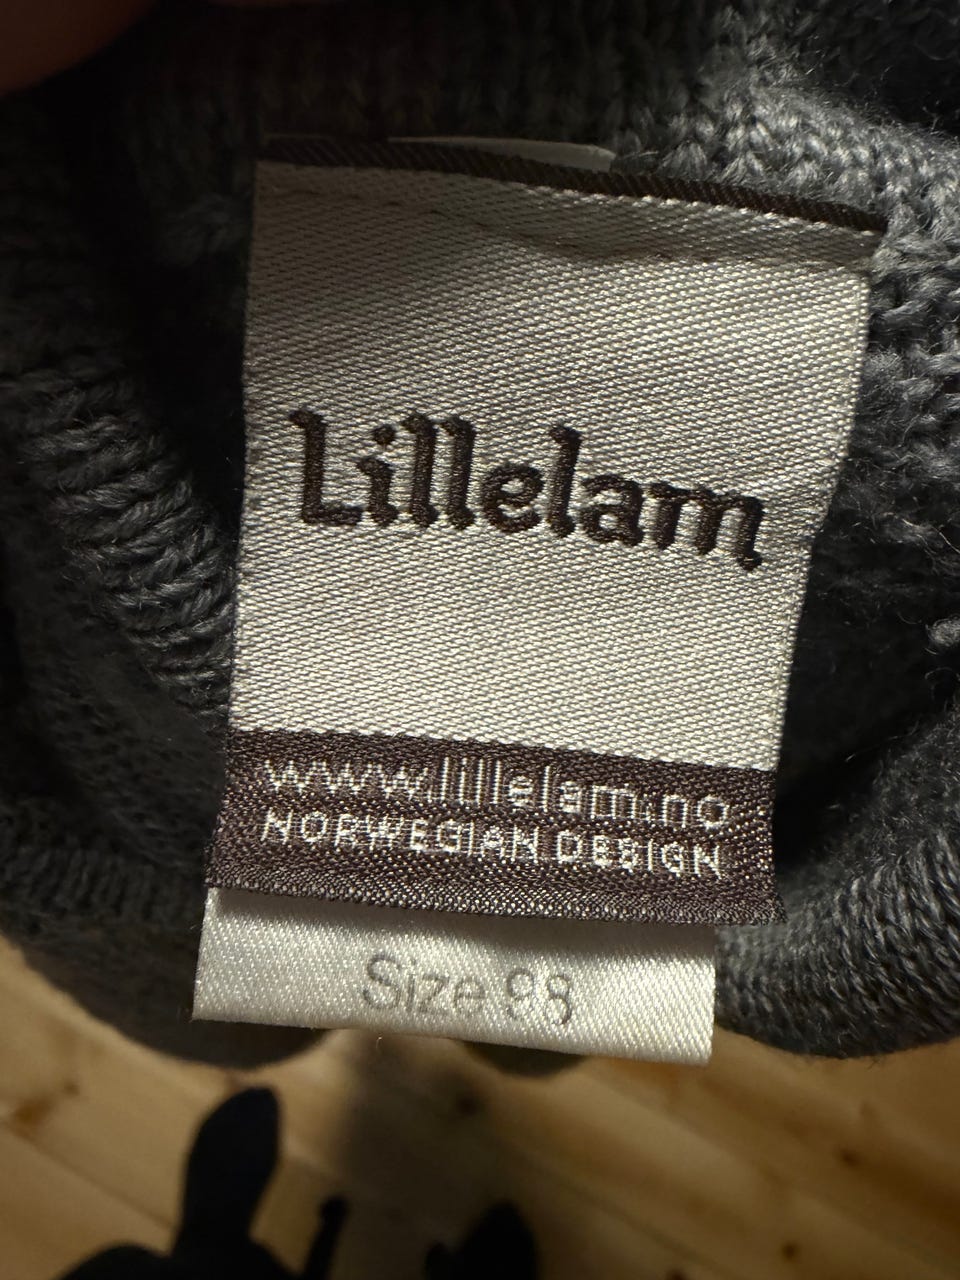 Lillelam
www.lillelam.no
NORWEGIAN DESIGN
Size 98